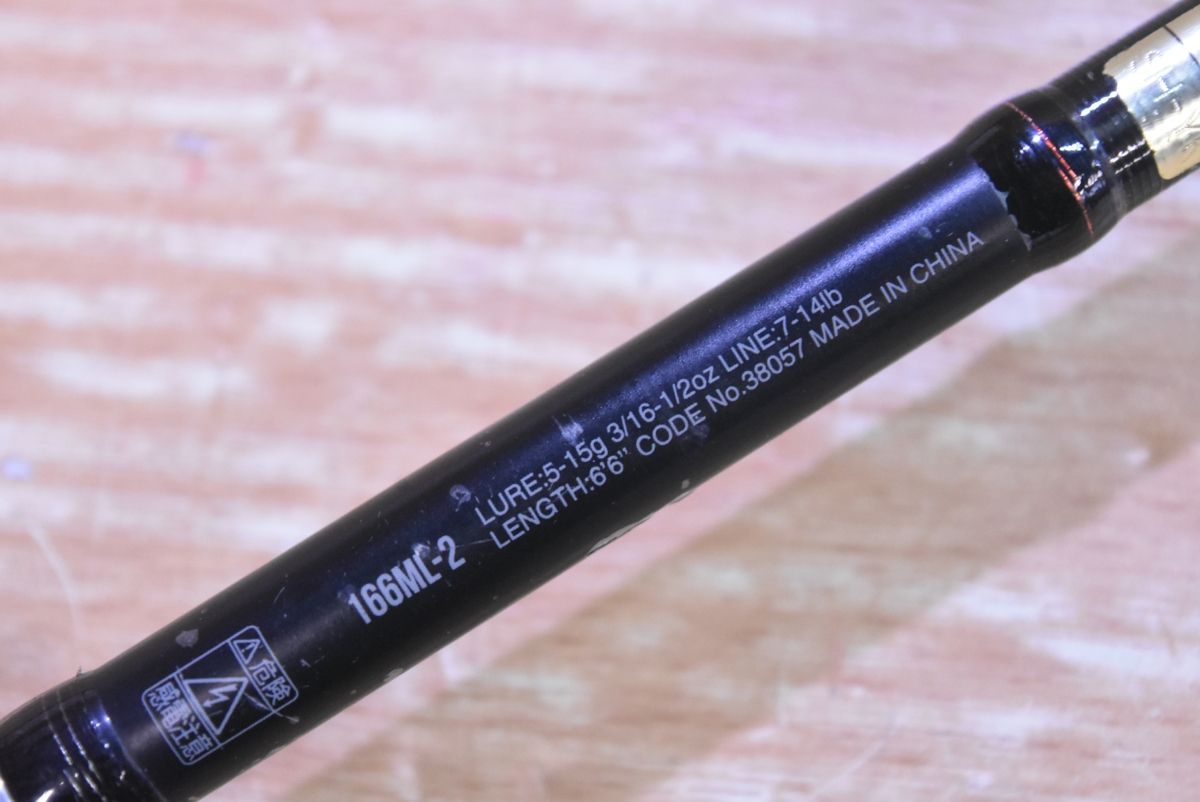 ⚠危険
感電注意
166ML-2
LURE:5-15g 3/16-1/2oz LINE:7-14lb
LENGTH:6'6" CODE No.38057 MADE IN CHINA